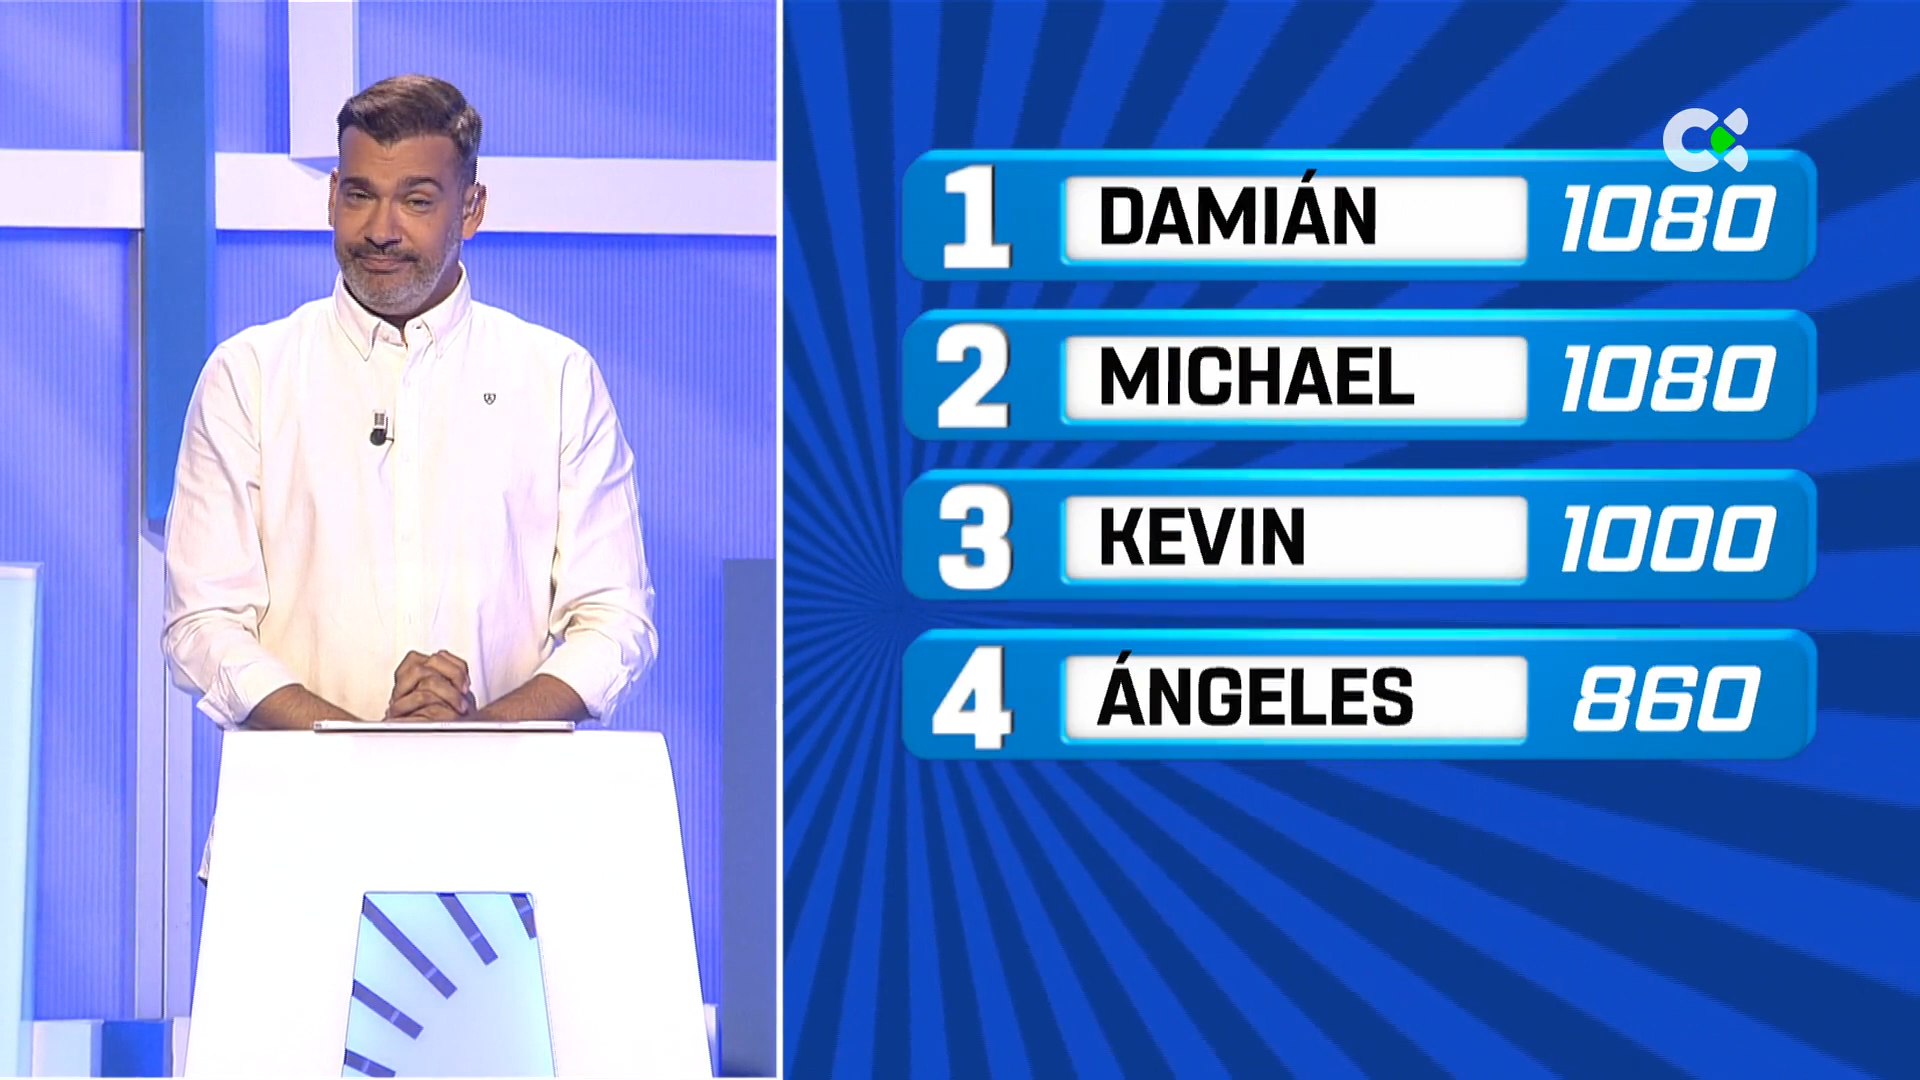 1 DAMIÁN 1080
2 MICHAEL 1080
3 KEVIN 1000
4 ÁNGELES 860